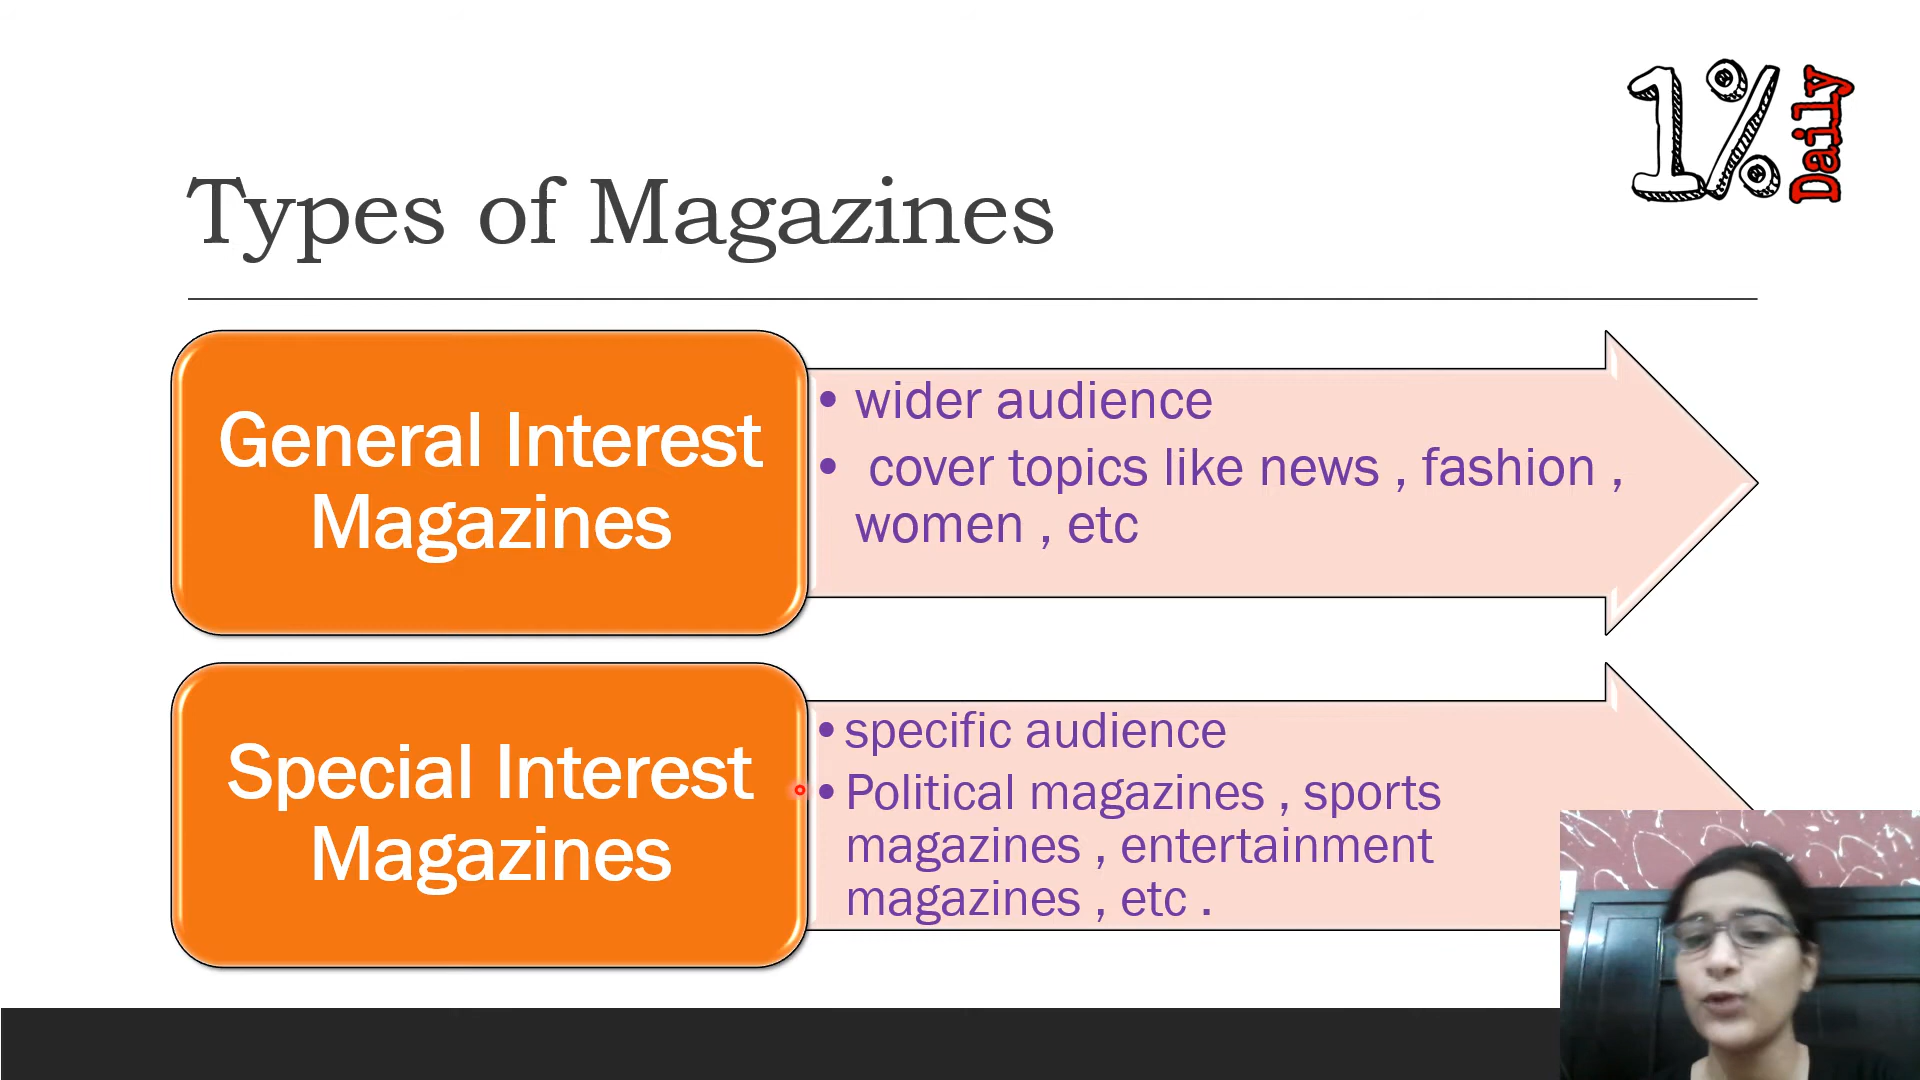 1% Daily
Types of Magazines
General Interest
Magazines
• wider audience
• cover topics like news , fashion ,
women , etc
Special Interest
Magazines
• specific audience
• Political magazines , sports
magazines , entertainment
magazines , etc .